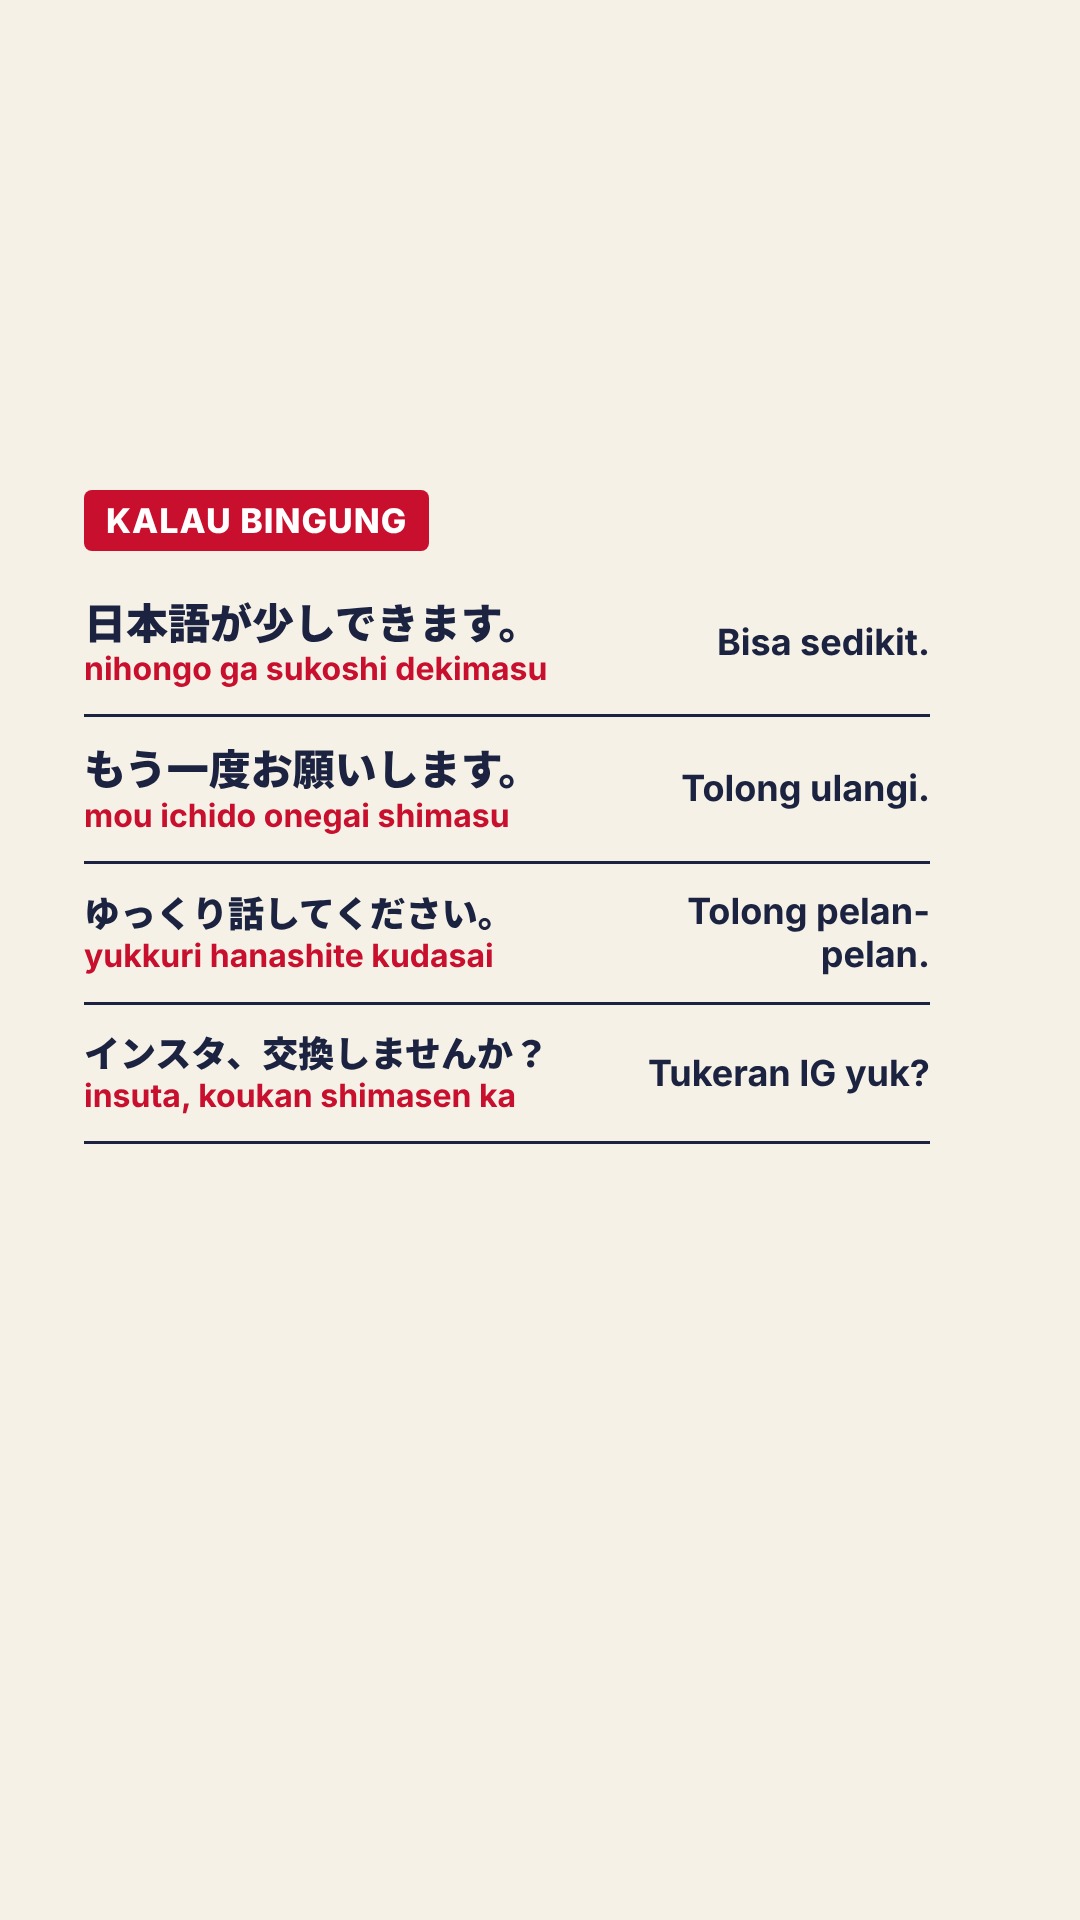 KALAU BINGUNG
日本語が少しできます。
nihongo ga sukoshi dekimasu
Bisa sedikit.
もう一度お願いします。
mou ichido onegai shimasu
Tolong ulangi.
ゆっくり話してください。
yukkuri hanashite kudasai
Tolong pelan-
pelan.
インスタ、交換しませんか？
insuta, koukan shimasen ka
Tukeran IG yuk?